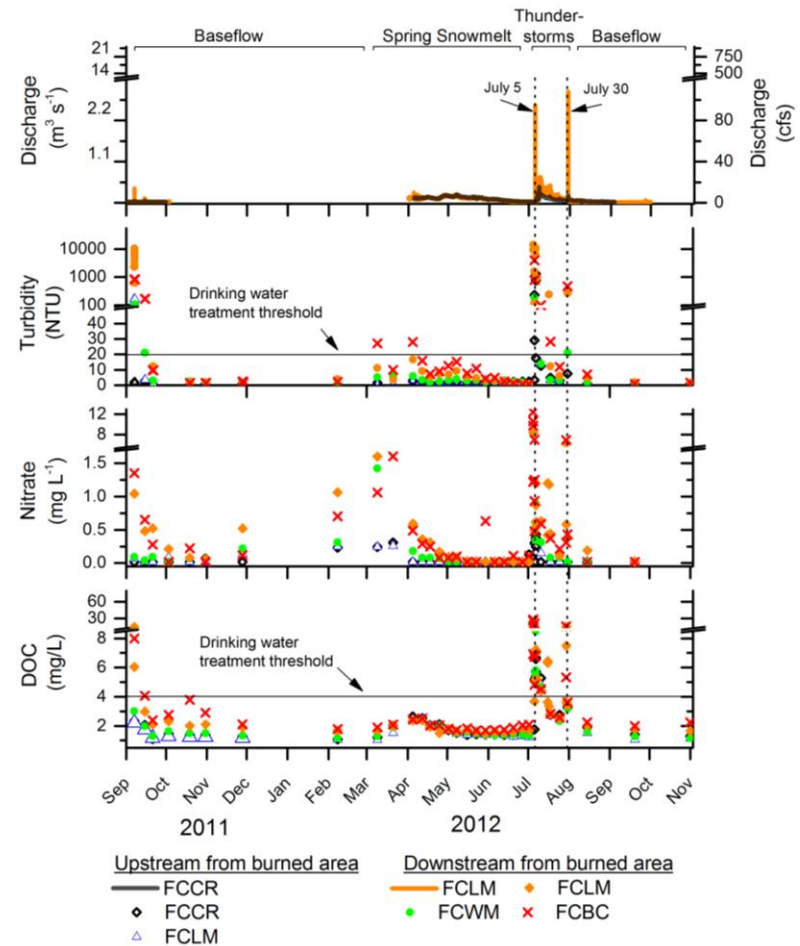 Thunder-
Baseflow
Spring Snowmelt
storms
Baseflow
21
14
2.2
1.1
Discharge
(m³ s⁻¹)
July 5
July 30
750
500
80
40
0
Discharge
(cfs)
10000
1000
100
40
30
20
10
0
Turbidity
(NTU)
Drinking water
treatment threshold
12
8
1.5
1.0
0.5
0.0
Nitrate
(mg L⁻¹)
60
30
8
6
4
2
DOC
(mg/L)
Drinking water
treatment threshold
Sep Oct Nov Dec Jan Feb Mar Apr May Jun Jul Aug Sep Oct Nov
2011 2012
Upstream from burned area
FCCR
FCCR
FCLM
Downstream from burned area
FCLM FCLM
FCWM FCBC